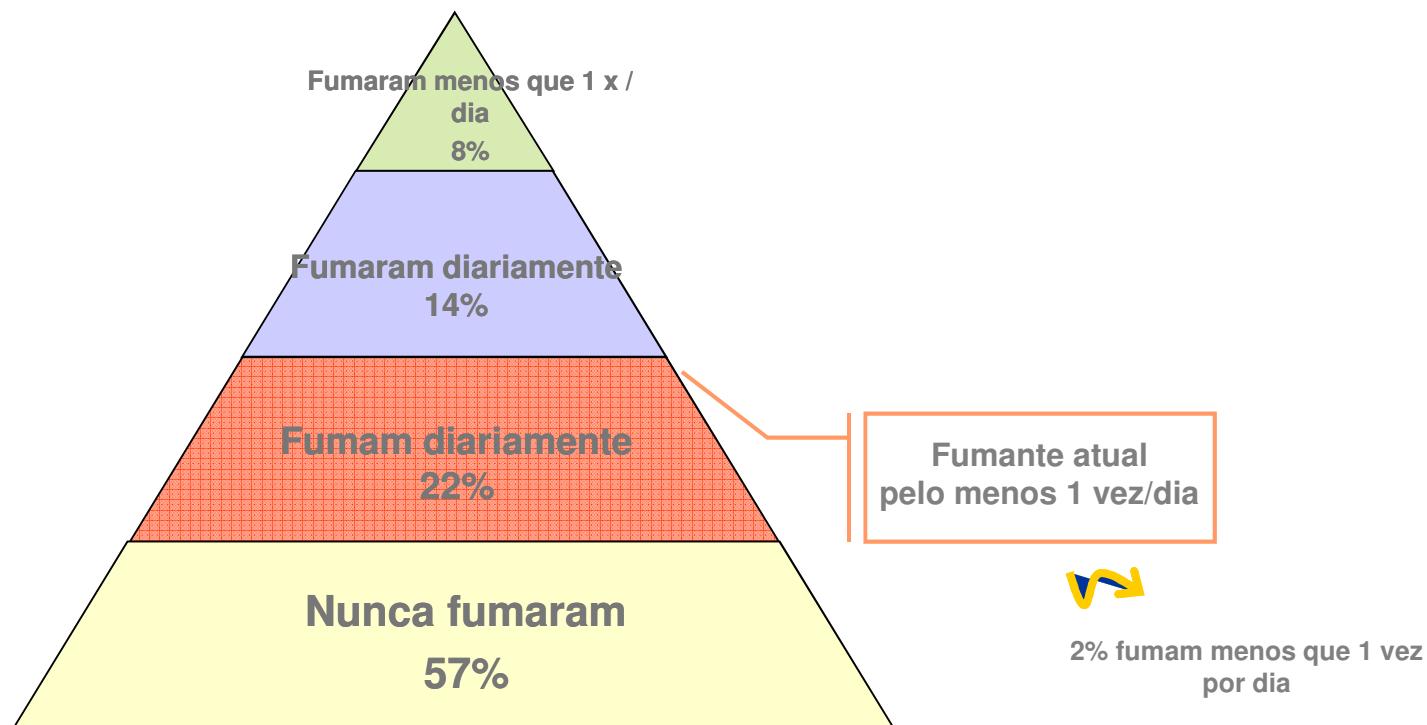 Fumaram menos que 1 x /
dia
8%
Fumaram diariamente
14%
Fumam diariamente
22%
Fumante atual
pelo menos 1 vez/dia
Nunca fumaram
57%
2% fumam menos que 1 vez
por dia